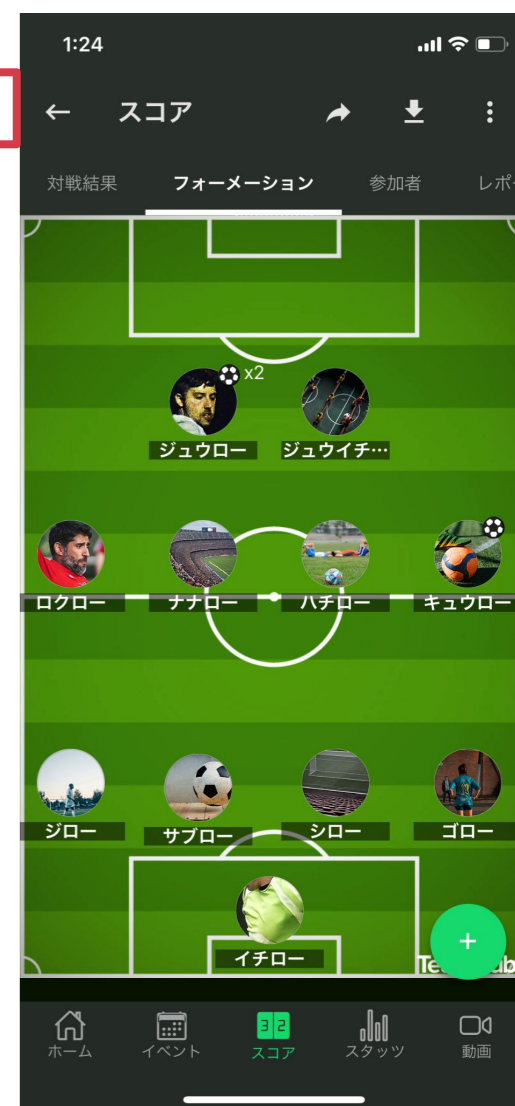 1:24
スコア
対戦結果 フォーメーション 参加者 レポ
x2
ジュウロー ジュウイチ…
ロクロー ナナロー ハチロー キュウロー
ジロー サブロー シロー ゴロー
イチロー
+
ホーム イベント スコア スタッツ 動画